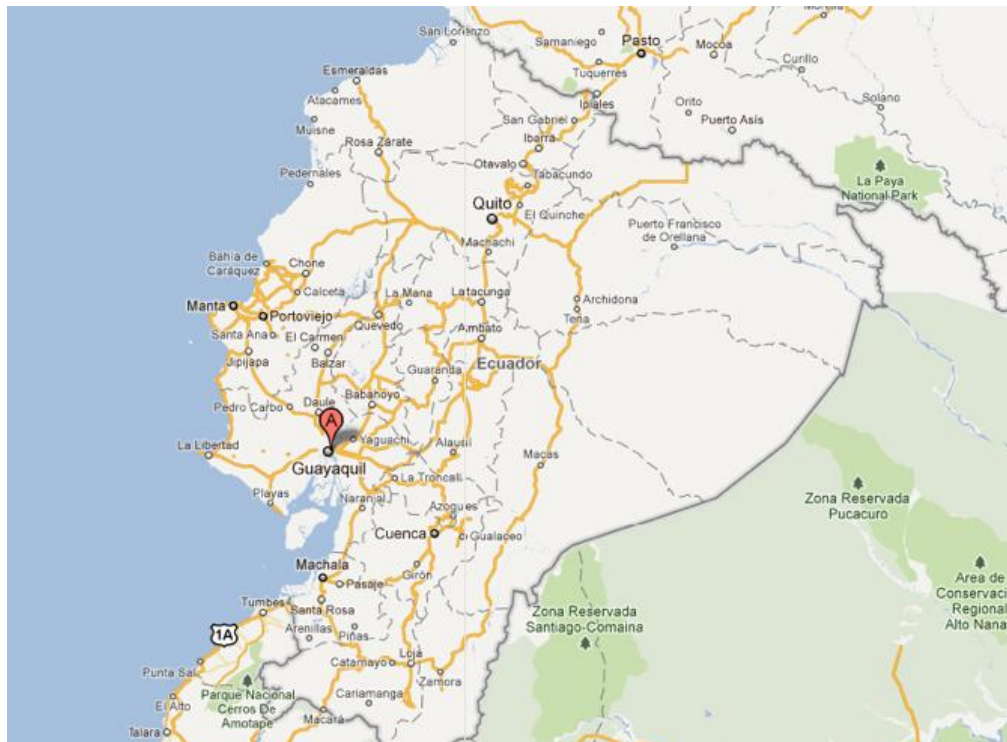 San Lorenzo
Samaniego
Pasto
Mocoa
Morelia
Curillo
Tuquerres
Esmeraldas
Atacames
Ipiales
Orito
Solano
Muisne
San Gabriel
Puerto Asís
Rosa Zárate
Ibarra
Otavalo
La Paya
National Park
Pedernales
Tabacundo
Quito
El Quinche
Puerto Francisco
de Orellana
Machachi
Bahía de
Caráquez
Chone
Calceta
La Mana
Latacunga
Archidona
Manta
Portoviejo
Quevedo
Tena
Santa Ana
El Carmen
Ambato
Jipijapa
Balzar
Ecuador
Guaranda
Babahoyo
Pedro Carbo
Daule
A
Yaguachi
Alausí
La Libertad
Guayaquil
Macas
La Troncal
Playas
Naranjal
Zona Reservada
Pucacuro
Azogues
Cuenca
Gualaceo
Machala
Girón
Pasaje
Area de
Conservaci
Regional
Alto Nana
Tumbes
Santa Rosa
Zona Reservada
Santiago-Comaina
1A
Arenillas
Piñas
Punta Sal
Catamayo
Loja
Zamora
Parque Nacional
Cerros De
Amotape
El Alto
Cariamanga
Macará
Talara